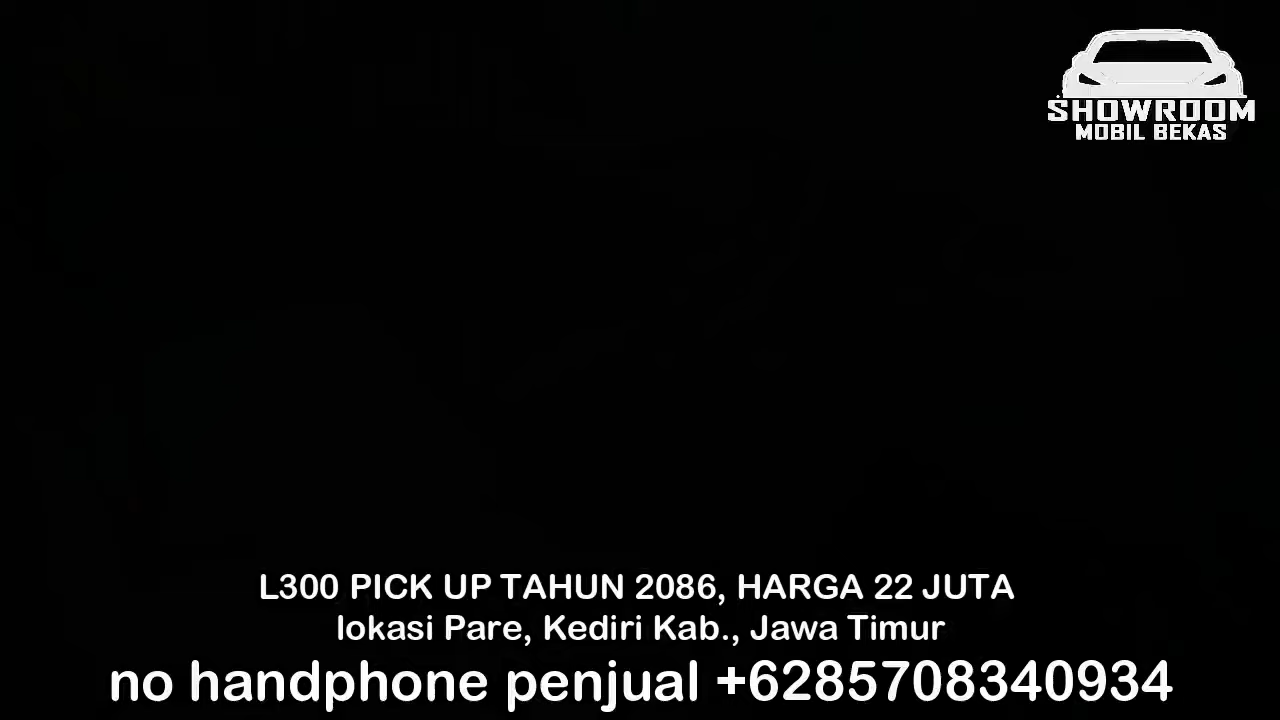 SHOWROOM
MOBIL BEKAS
L300 PICK UP TAHUN 2086, HARGA 22 JUTA
lokasi Pare, Kediri Kab., Jawa Timur
no handphone penjual +6285708340934